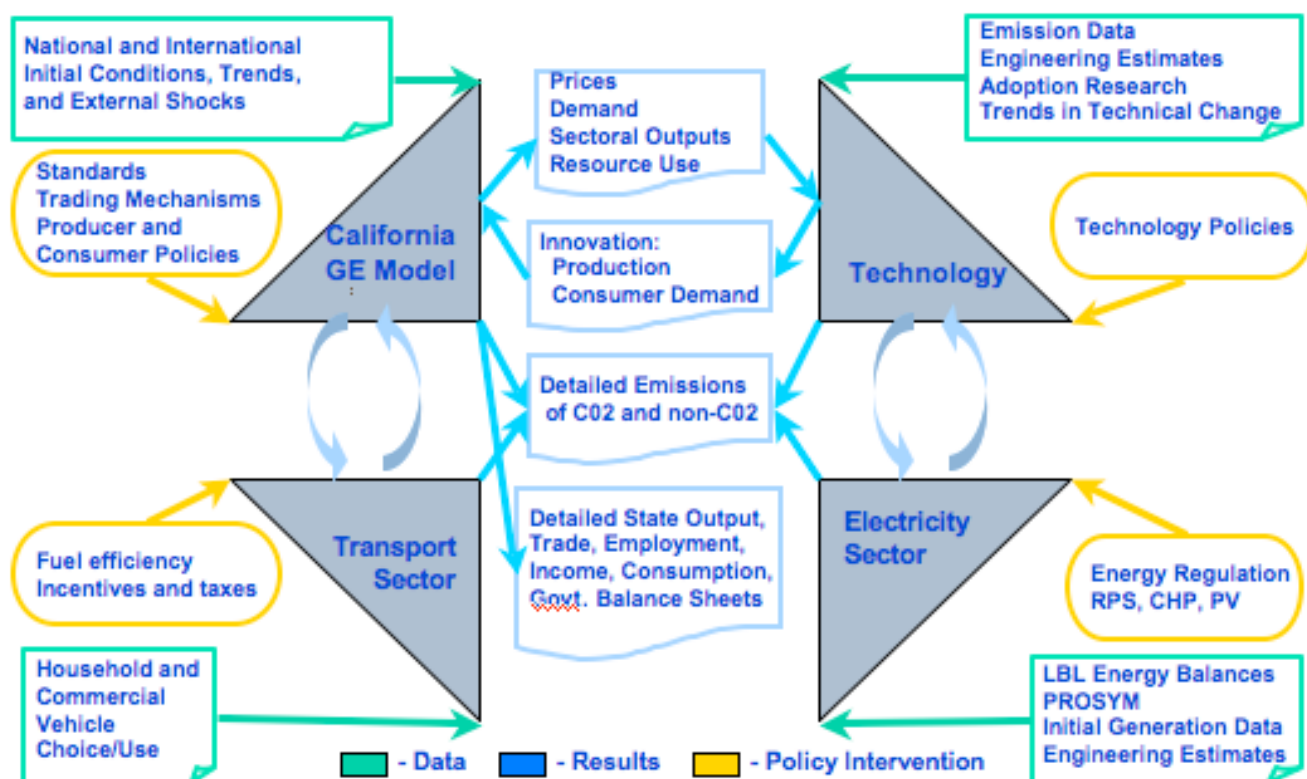 National and International
Initial Conditions, Trends,
and External Shocks
Standards
Trading Mechanisms
Producer and
Consumer Policies
California
GE Model
:
Prices
Demand
Sectoral Outputs
Resource Use
Innovation:
Production
Consumer Demand
Emission Data
Engineering Estimates
Adoption Research
Trends in Technical Change
Technology Policies
Technology
Detailed Emissions
of C02 and non-C02
Detailed State Output,
Trade, Employment,
Income, Consumption,
Govt. Balance Sheets
Transport
Sector
Fuel efficiency
Incentives and taxes
Household and
Commercial
Vehicle
Choice/Use
Electricity
Sector
Energy Regulation
RPS, CHP, PV
LBL Energy Balances
PROSYM
Initial Generation Data
Engineering Estimates
- Data - Results - Policy Intervention